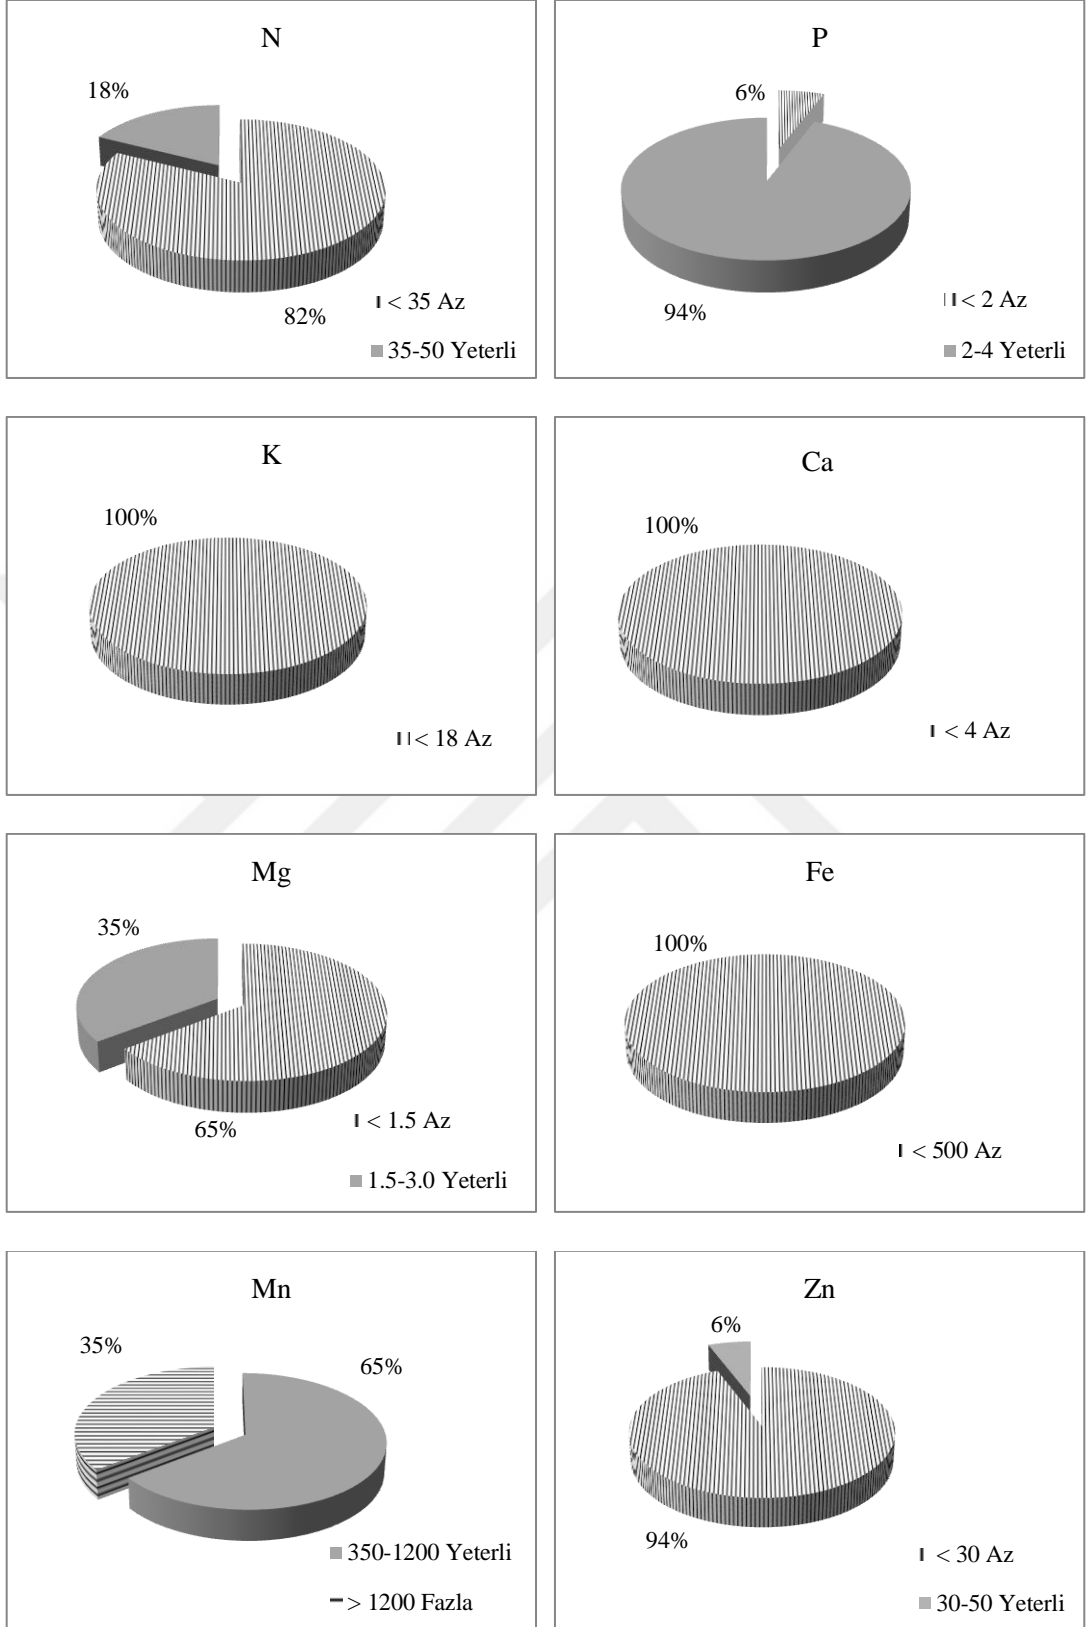 N
18%
82%
< 35 Az
35-50 Yeterli
P
6%
94%
< 2 Az
2-4 Yeterli
K
100%
< 18 Az
Ca
100%
< 4 Az
Mg
35%
65%
< 1.5 Az
1.5-3.0 Yeterli
Fe
100%
< 500 Az
Mn
35%
65%
350-1200 Yeterli
> 1200 Fazla
Zn
6%
94%
< 30 Az
30-50 Yeterli